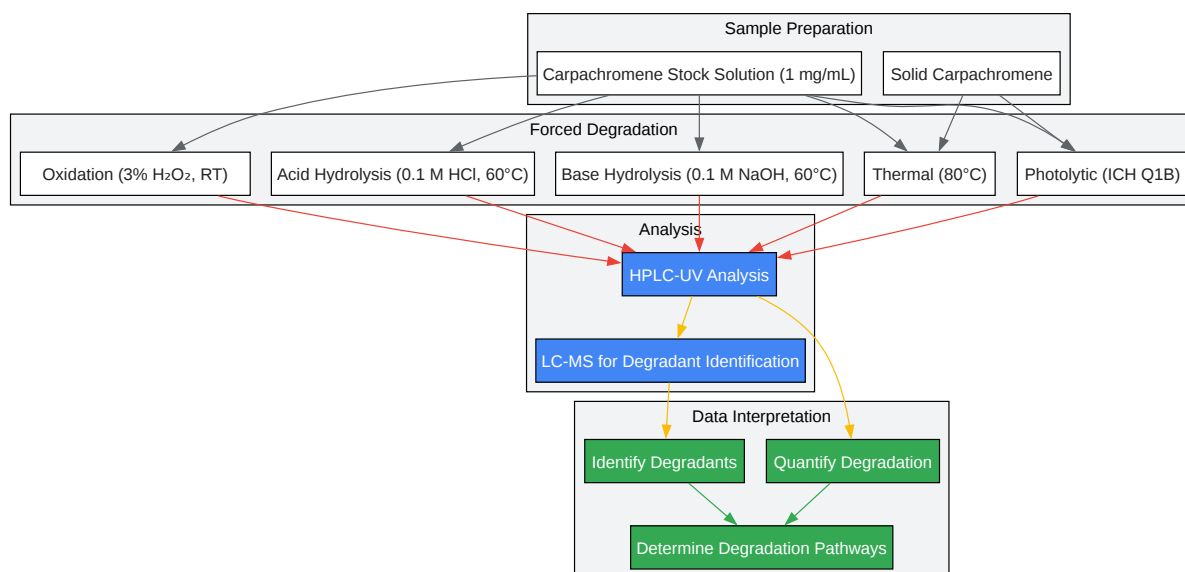 Sample Preparation
Carpachromene Stock Solution (1 mg/mL)
Solid Carpachromene
Forced Degradation
Oxidation (3% H₂O₂, RT)
Acid Hydrolysis (0.1 M HCl, 60°C)
Base Hydrolysis (0.1 M NaOH, 60°C)
Thermal (80°C)
Photolytic (ICH Q1B)
Analysis
HPLC-UV Analysis
LC-MS for Degradant Identification
Data Interpretation
Identify Degradants
Quantify Degradation
Determine Degradation Pathways